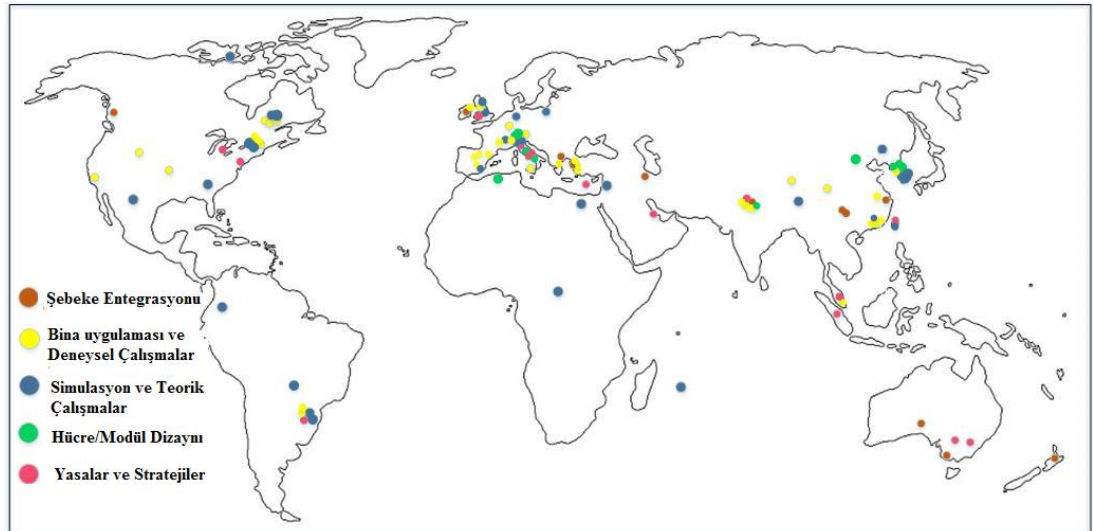 Şebeke Entegrasyonu
Bina uygulaması ve
Deneysel Çalışmalar
Simulasyon ve Teorik
Çalışmalar
Hücre/Modül Dizaynı
Yasalar ve Stratejiler